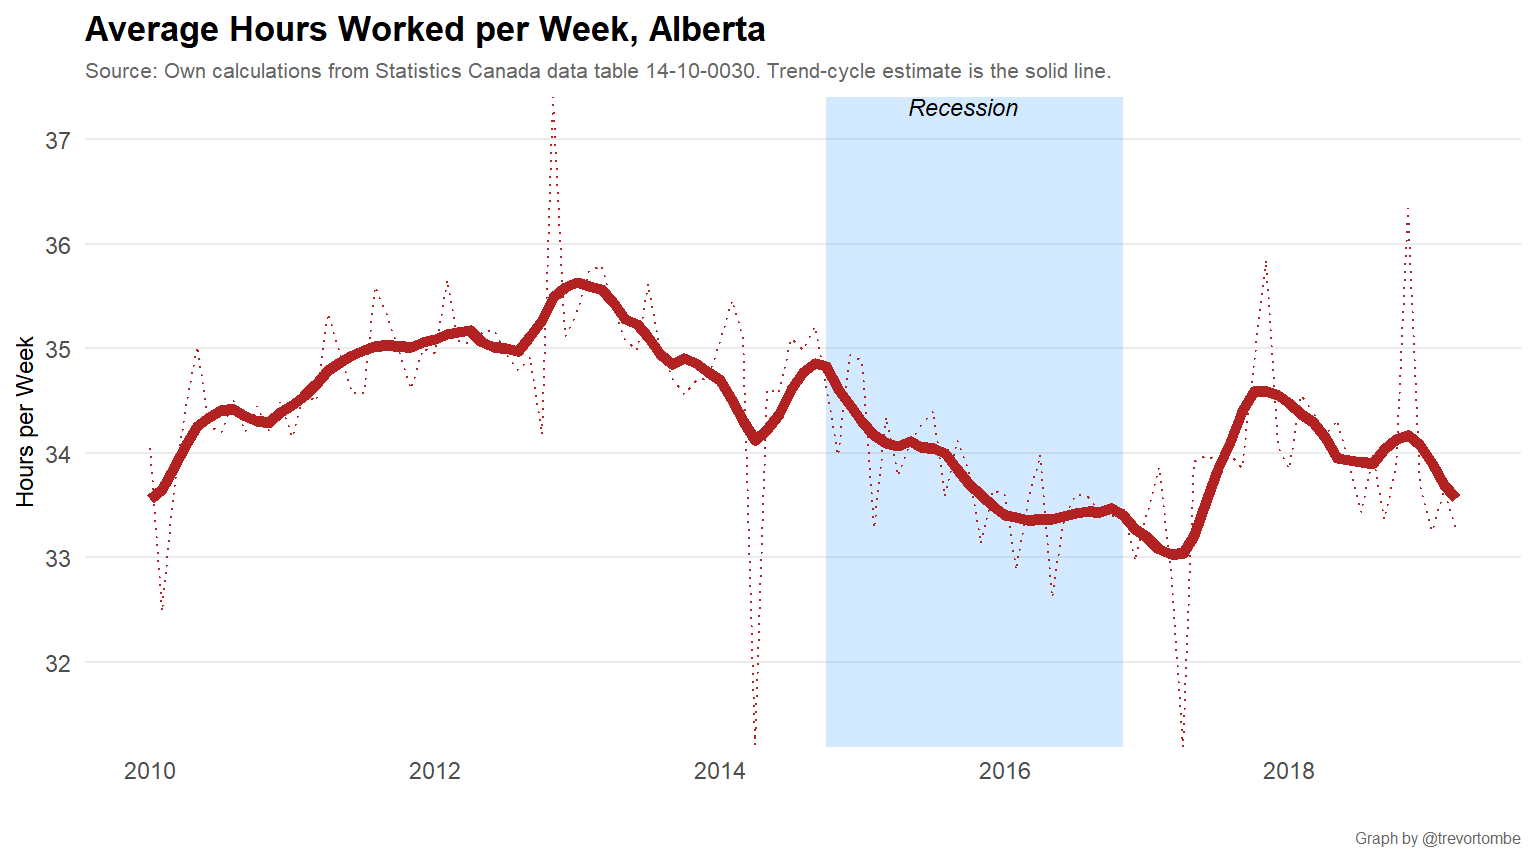 Average Hours Worked per Week, Alberta
Source: Own calculations from Statistics Canada data table 14-10-0030. Trend-cycle estimate is the solid line.
Recession
Hours per Week
37
36
35
34
33
32
2010 2012 2014 2016 2018
Graph by @trevortombe